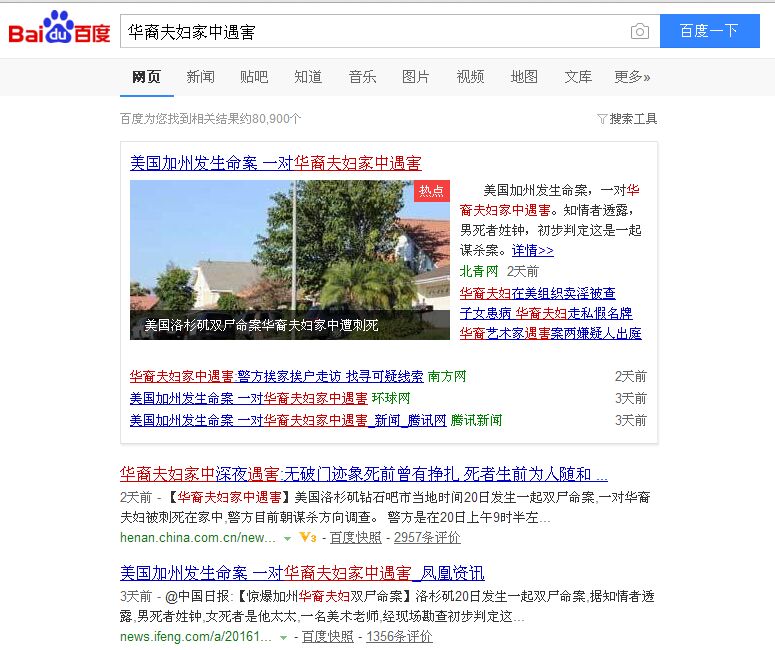 Bai du 百度
华裔夫妇家中遇害
百度一下
网页 新闻 贴吧 知道 音乐 图片 视频 地图 文库 更多»
百度为您找到相关结果约80,900个
搜索工具
美国加州发生命案 一对华裔夫妇家中遇害
热点
美国洛杉矶双尸命案华裔夫妇家中遭刺死
美国加州发生命案，一对华
裔夫妇家中遇害。知情者透露，
男死者姓钟，初步判定这是一起
谋杀案。详情>>
北青网 2天前
华裔夫妇在美组织卖淫被查
子女患病 华裔夫妇走私假名牌
华裔艺术家遇害案两嫌疑人出庭
华裔夫妇家中遇害:警方挨家挨户走访 找寻可疑线索 南方网 2天前
美国加州发生命案 一对华裔夫妇家中遇害 环球网 3天前
美国加州发生命案 一对华裔夫妇家中遇害_新闻_腾讯网 腾讯新闻 3天前
华裔夫妇家中深夜遇害:无破门迹象死前曾有挣扎 死者生前为人随和 ...
2天前 - 【华裔夫妇家中遇害】美国洛杉矶钻石吧市当地时间20日发生一起双尸命案,一对华裔
夫妇被刺死在家中,警方目前朝谋杀方向调查。 警方是在20日上午9时半左...
henan.china.com.cn/new... V3 - 百度快照 - 2957条评价
美国加州发生命案 一对华裔夫妇家中遇害_凤凰资讯
3天前 - @中国日报:【惊爆加州华裔夫妇双尸命案】洛杉矶20日发生一起双尸命案,据知情者透
露,男死者姓钟,女死者是他太太,一名美术老师,经现场勘查初步判定这...
news.ifeng.com/a/20161... - 百度快照 - 1356条评价